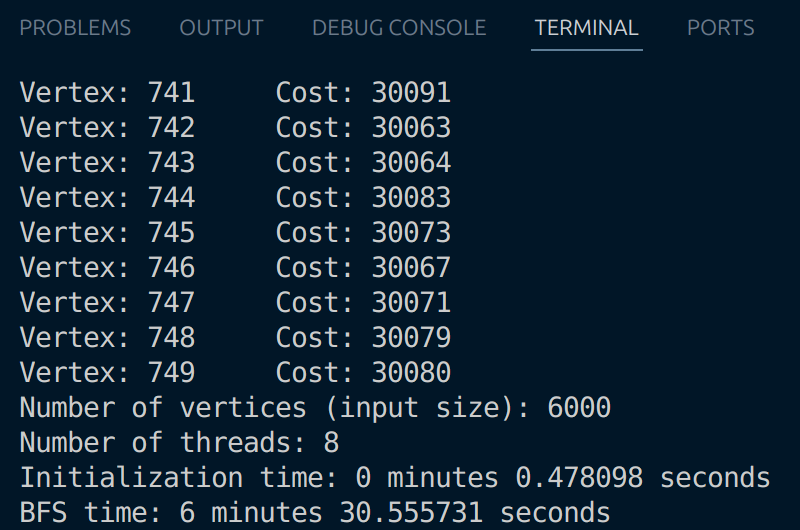 PROBLEMS OUTPUT DEBUG CONSOLE TERMINAL PORTS
Vertex: 741 Cost: 30091
Vertex: 742 Cost: 30063
Vertex: 743 Cost: 30064
Vertex: 744 Cost: 30083
Vertex: 745 Cost: 30073
Vertex: 746 Cost: 30067
Vertex: 747 Cost: 30071
Vertex: 748 Cost: 30079
Vertex: 749 Cost: 30080
Number of vertices (input size): 6000
Number of threads: 8
Initialization time: 0 minutes 0.478098 seconds
BFS time: 6 minutes 30.555731 seconds